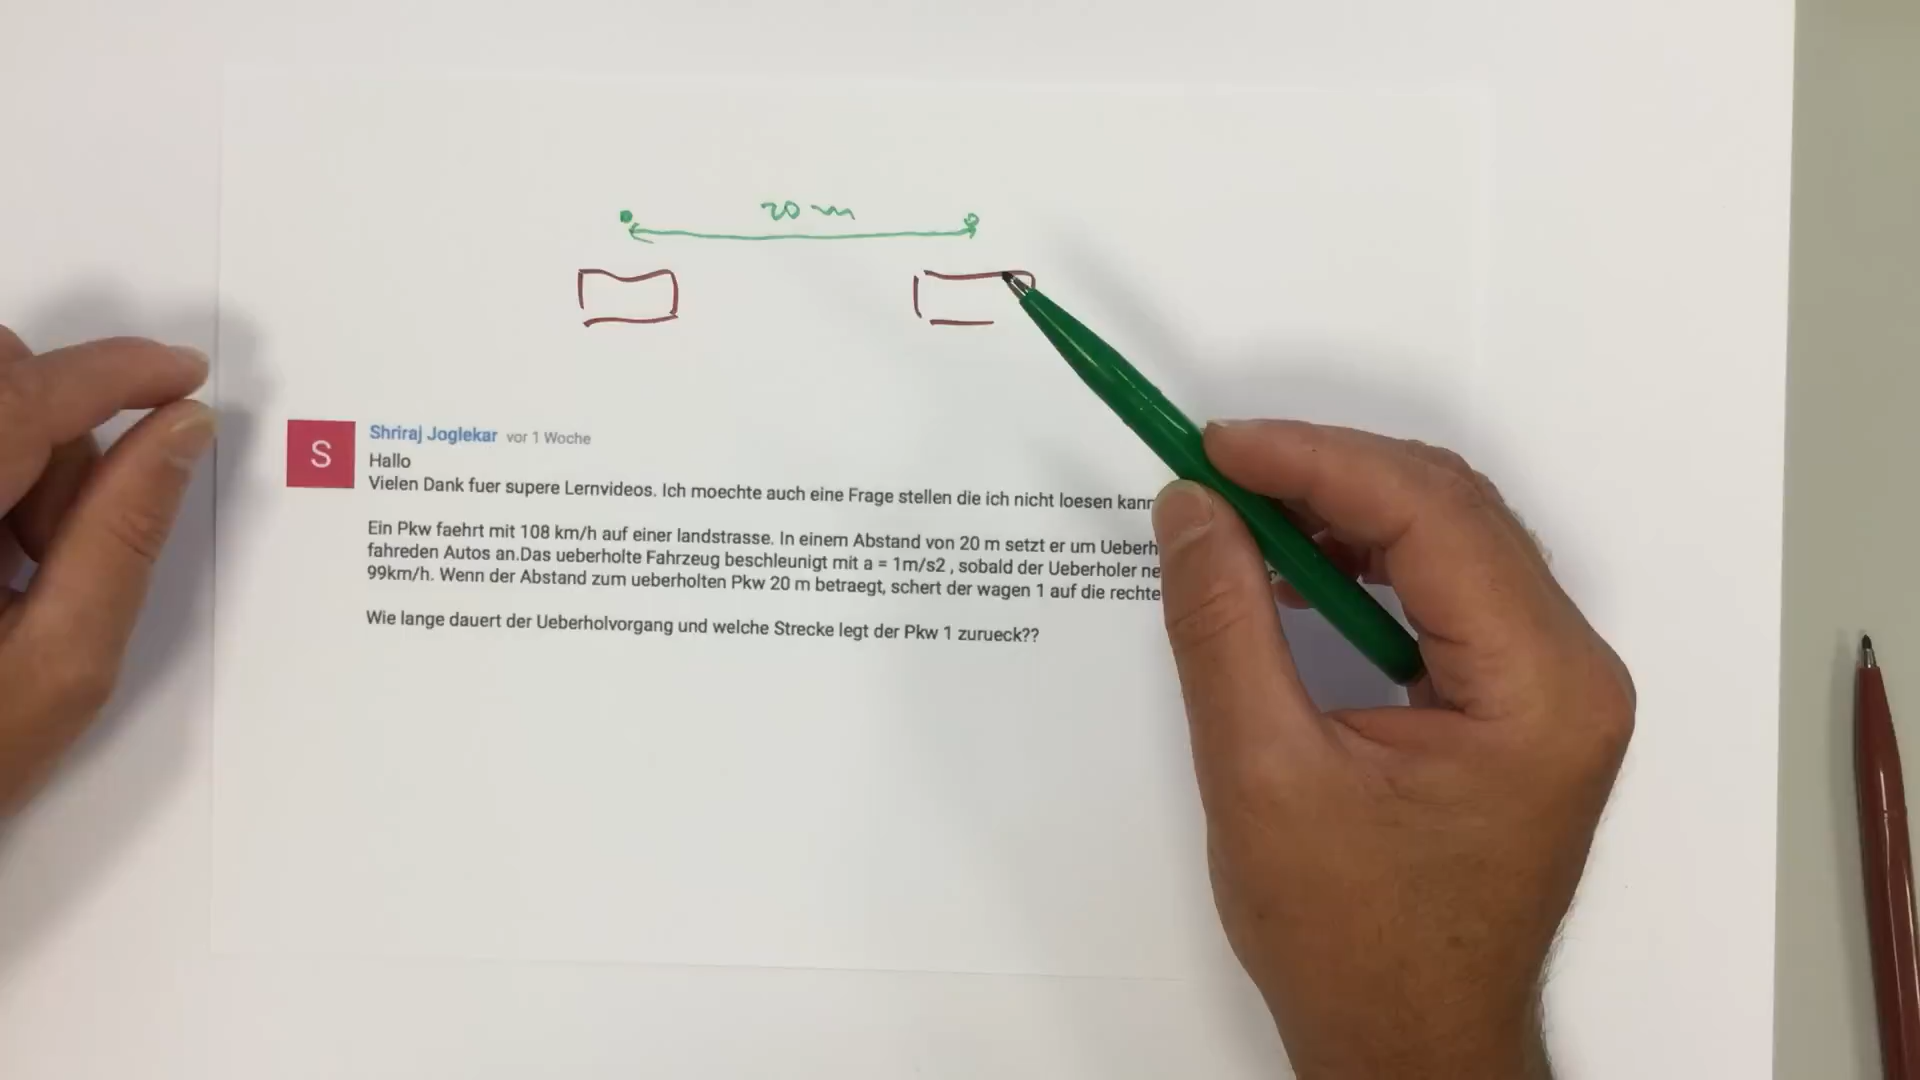 20 m
S
Shriraj Joglekar vor 1 Woche
Hallo
Vielen Dank fuer supere Lernvideos. Ich moechte auch eine Frage stellen die ich nicht loesen kann
Ein Pkw faehrt mit 108 km/h auf einer landstrasse. In einem Abstand von 20 m setzt er um
fahreden Autos an.Das ueberholte Fahrzeug beschleunigt mit a = 1m/s2 , sobald der Ueberholer
99km/h. Wenn der Abstand zum ueberholten Pkw 20 m betraegt, schert der wagen 1 auf die rechte
Wie lange dauert der Ueberholvorgang und welche Strecke legt der Pkw 1 zurueck??